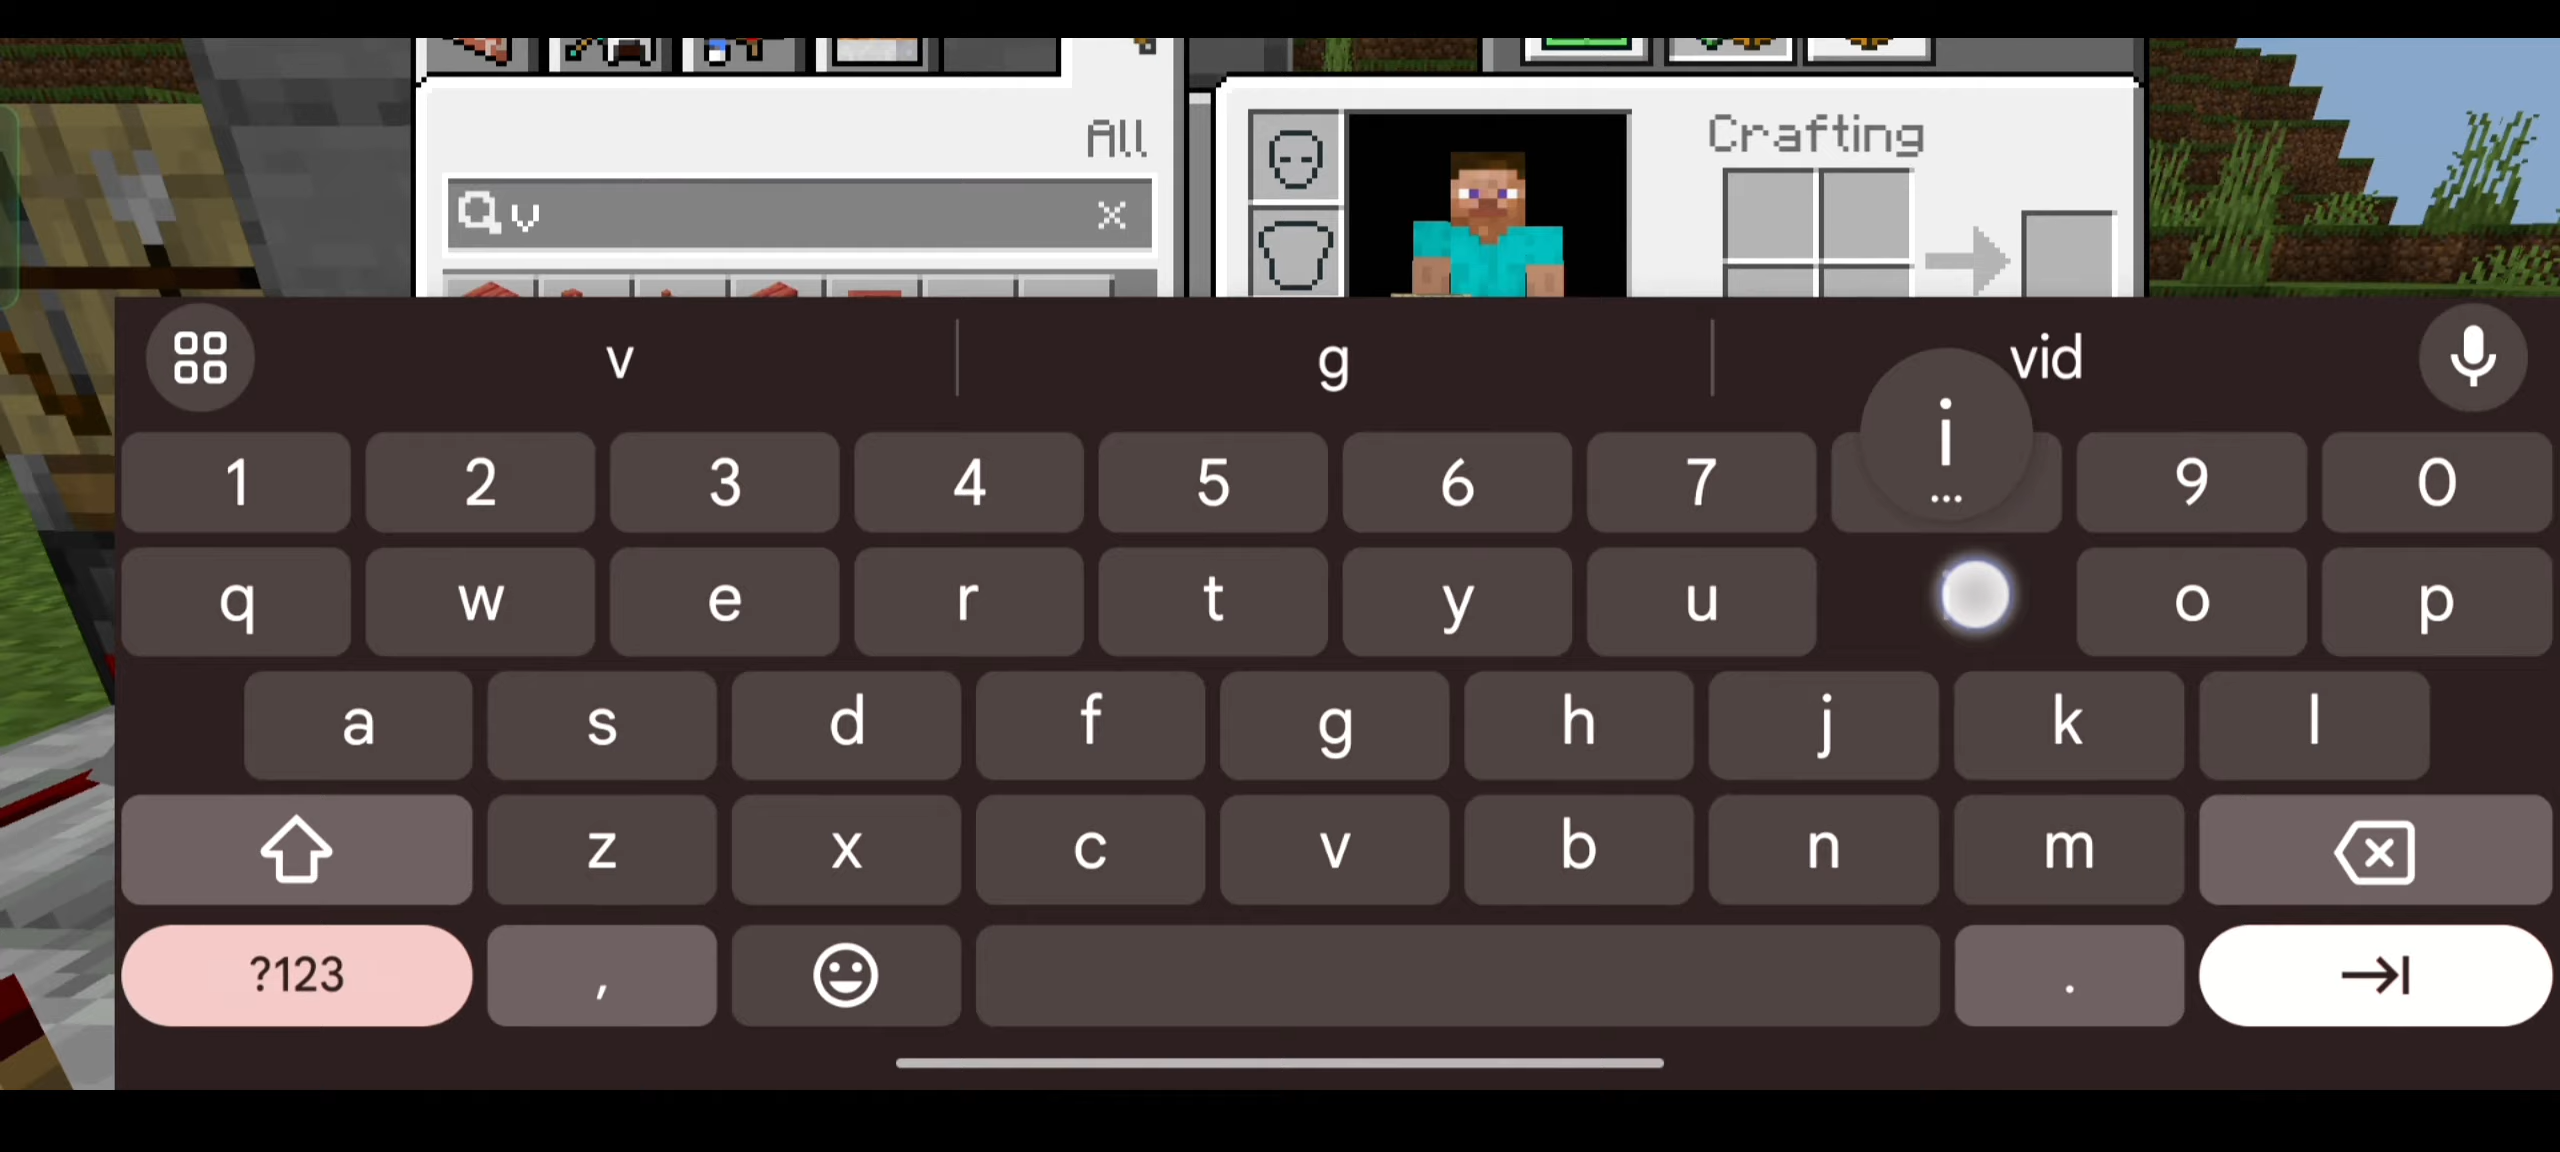 All
Crafting
v
v g vid
i
...
1 2 3 4 5 6 7 9 0
q w e r t y u o p
a s d f g h j k l
z x c v b n m
?123 , .